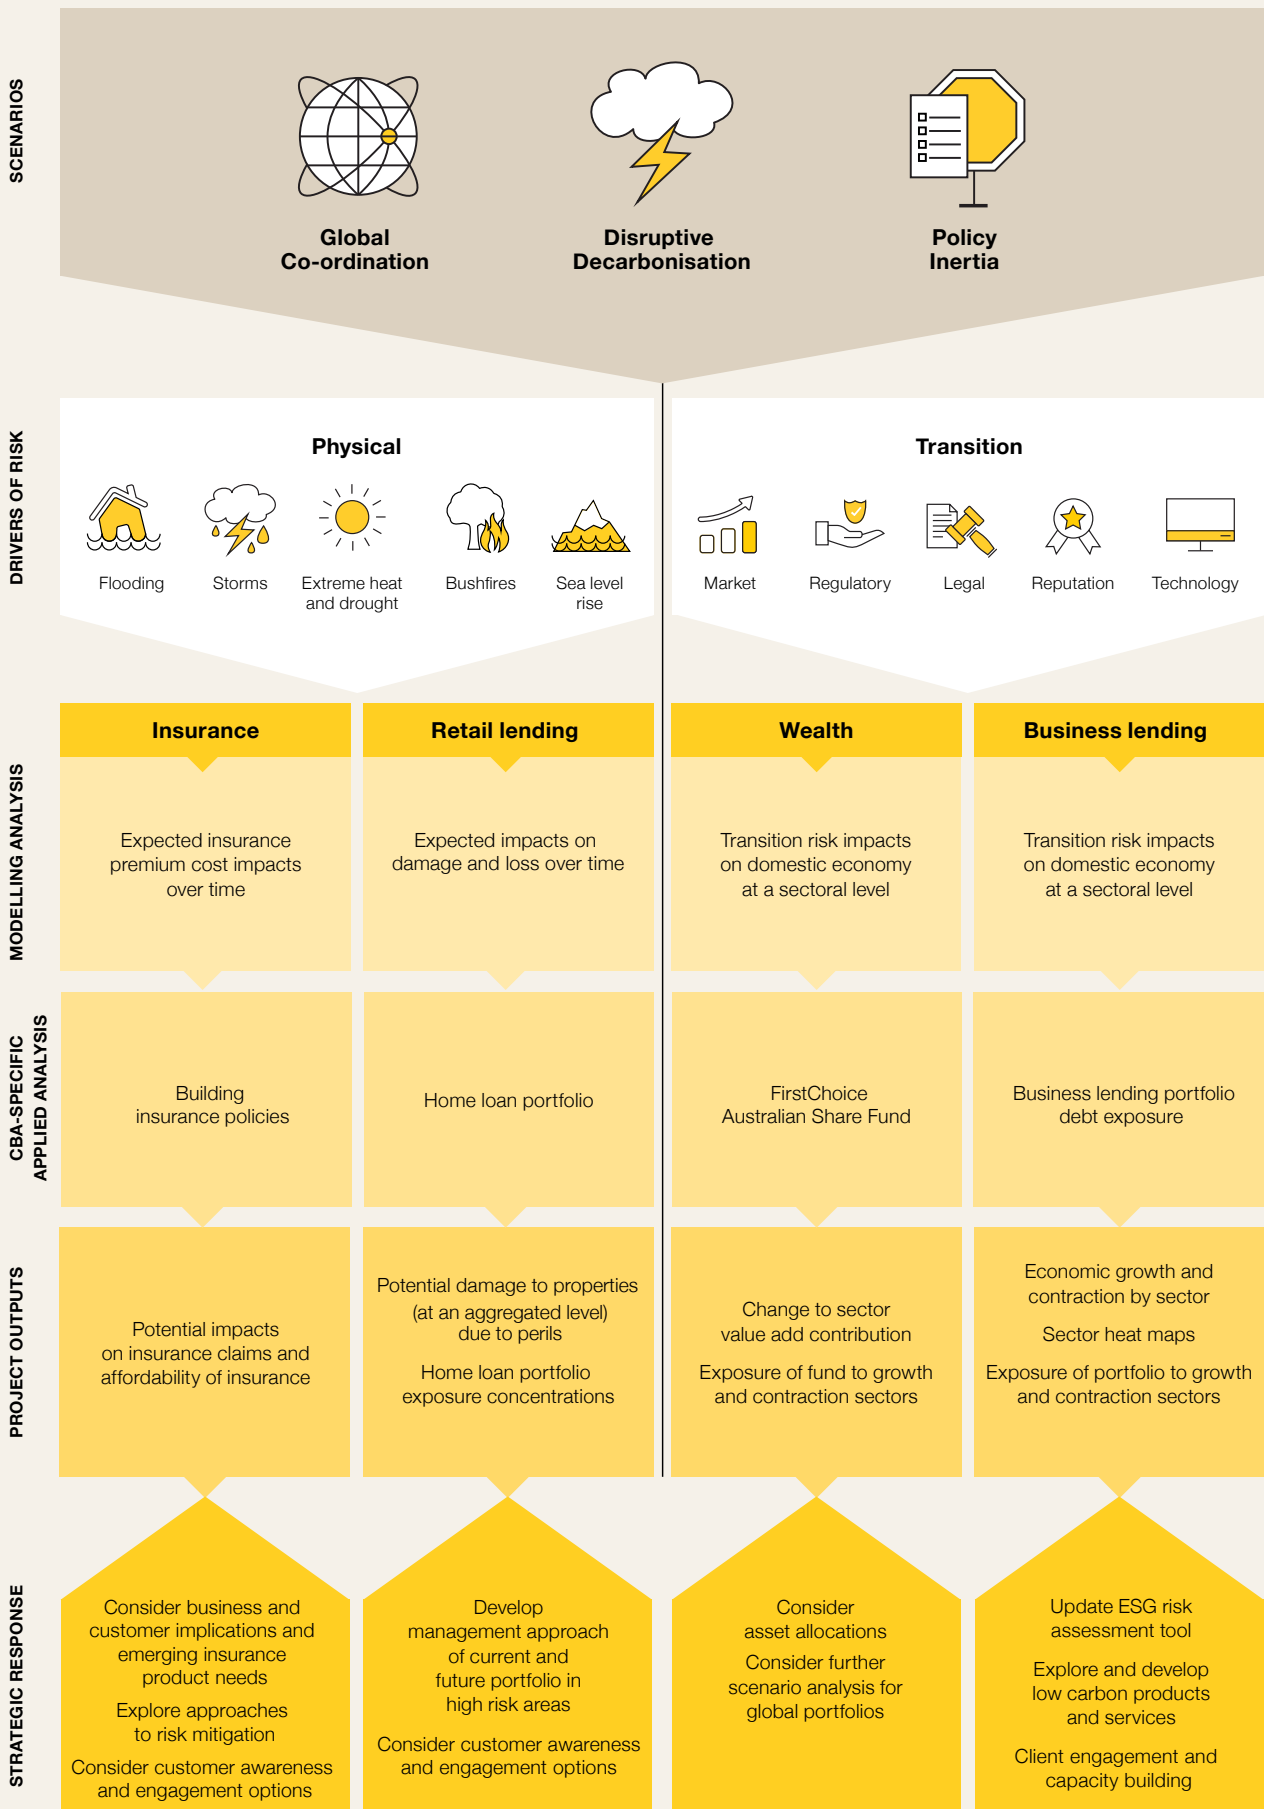 SCENARIOS
Global
Co-ordination
Disruptive
Decarbonisation
Policy
Inertia
DRIVERS OF RISK
Physical
Flooding
Storms
Extreme heat
and drought
Bushfires
Sea level
rise
Transition
Market
Regulatory
Legal
Reputation
Technology
MODELLING ANALYSIS
Insurance
Expected insurance
premium cost impacts
over time
Retail lending
Expected impacts on
damage and loss over time
Wealth
Transition risk impacts
on domestic economy
at a sectoral level
Business lending
Transition risk impacts
on domestic economy
at a sectoral level
CBA-SPECIFIC
APPLIED ANALYSIS
Building
insurance policies
Home loan portfolio
FirstChoice
Australian Share Fund
Business lending portfolio
debt exposure
PROJECT OUTPUTS
Potential impacts
on insurance claims and
affordability of insurance
Potential damage to properties
(at an aggregated level)
due to perils
Home loan portfolio
exposure concentrations
Change to sector
value add contribution
Exposure of fund to growth
and contraction sectors
Economic growth and
contraction by sector
Sector heat maps
Exposure of portfolio to growth
and contraction sectors
STRATEGIC RESPONSE
Consider business and
customer implications and
emerging insurance
product needs
Explore approaches
to risk mitigation
Consider customer awareness
and engagement options
Develop
management approach
of current and
future portfolio in
high risk areas
Consider customer awareness
and engagement options
Consider
asset allocations
Consider further
scenario analysis for
global portfolios
Update ESG risk
assessment tool
Explore and develop
low carbon products
and services
Client engagement and
capacity building